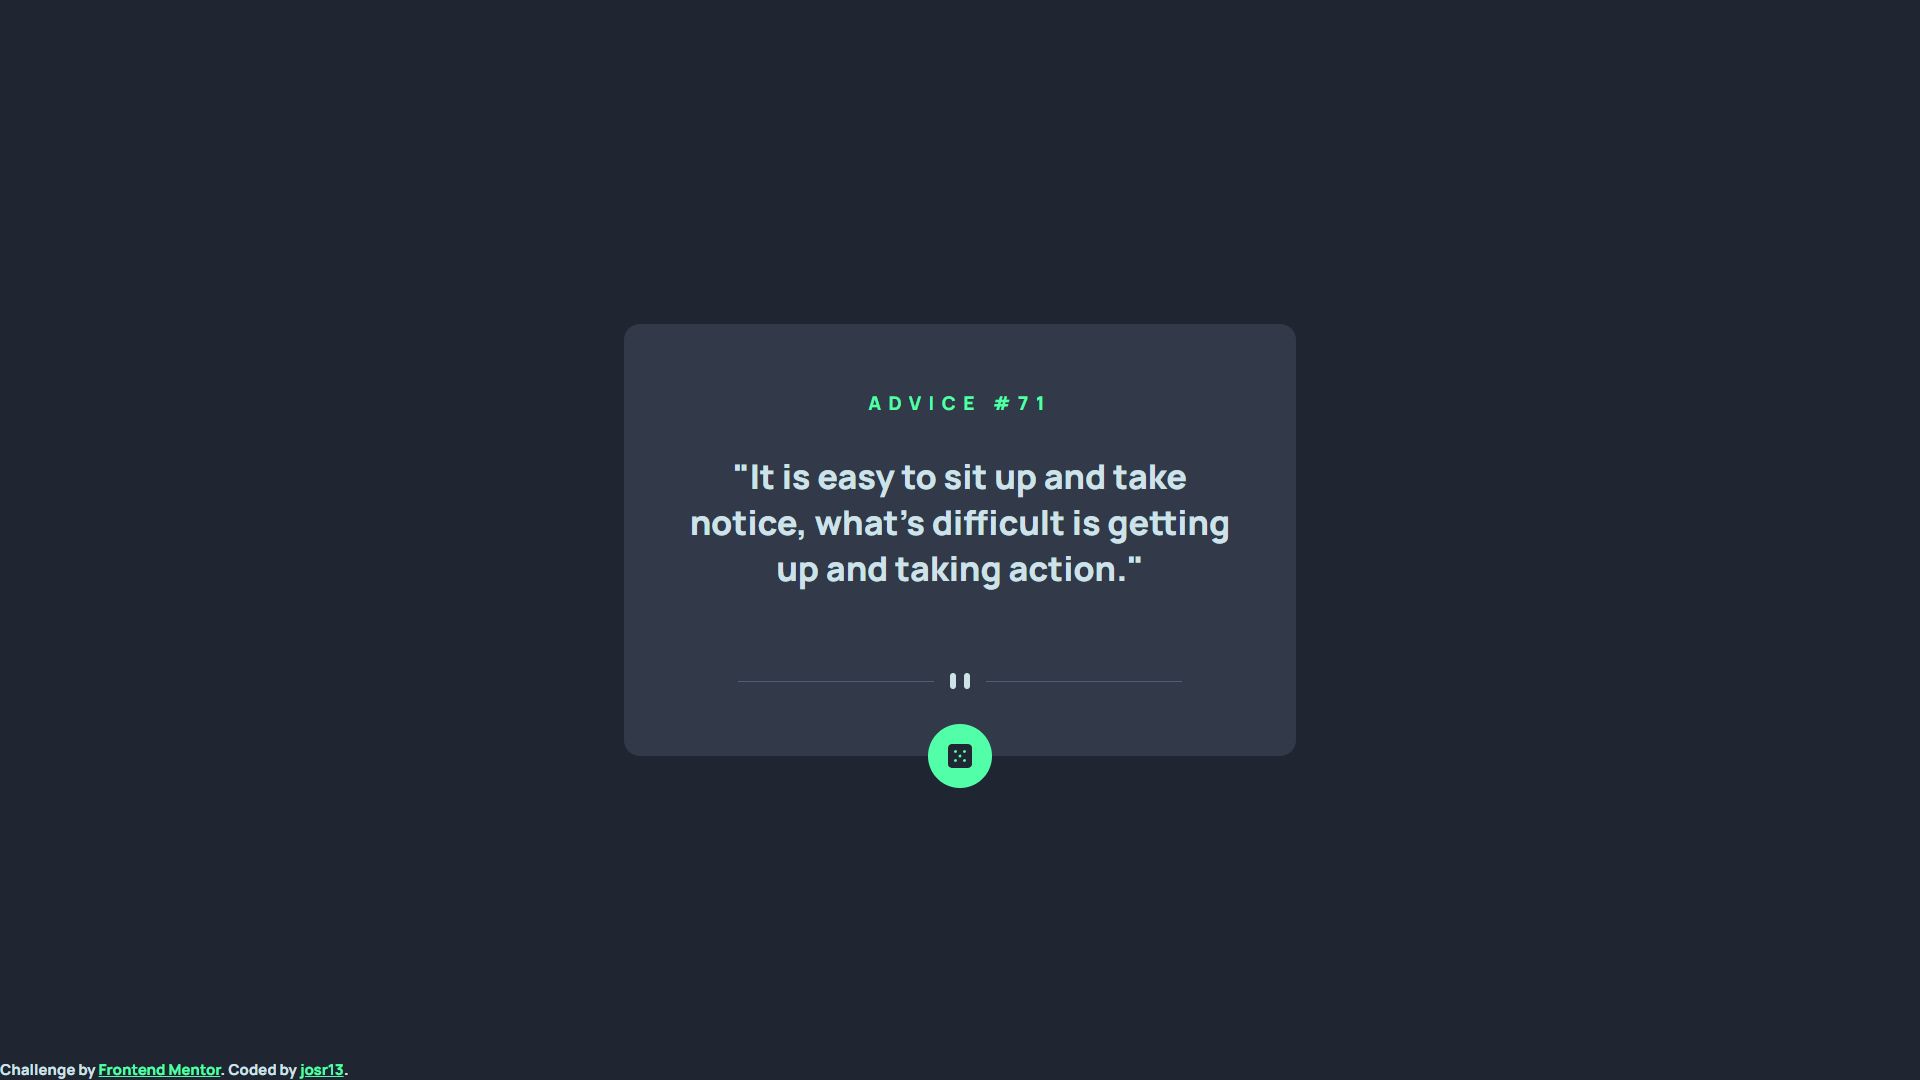 ADVICE #71
"It is easy to sit up and take
notice, what's difficult is getting
up and taking action."
Challenge by Frontend Mentor. Coded by josr13.